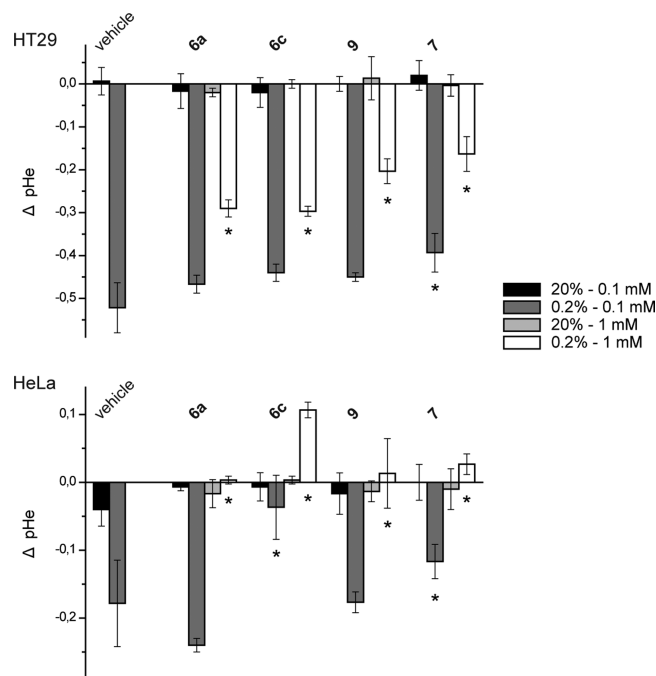 HT29
vehicle 6a 6c 9 7
0,0
-0,1
-0,2
-0,3
-0,4
-0,5
Δ pHe
* * * * *
20% - 0.1 mM
0.2% - 0.1 mM
20% - 1 mM
0.2% - 1 mM
HeLa
vehicle 6a 6c 9 7
0,1
0,0
-0,1
-0,2
Δ pHe
* * * * * *